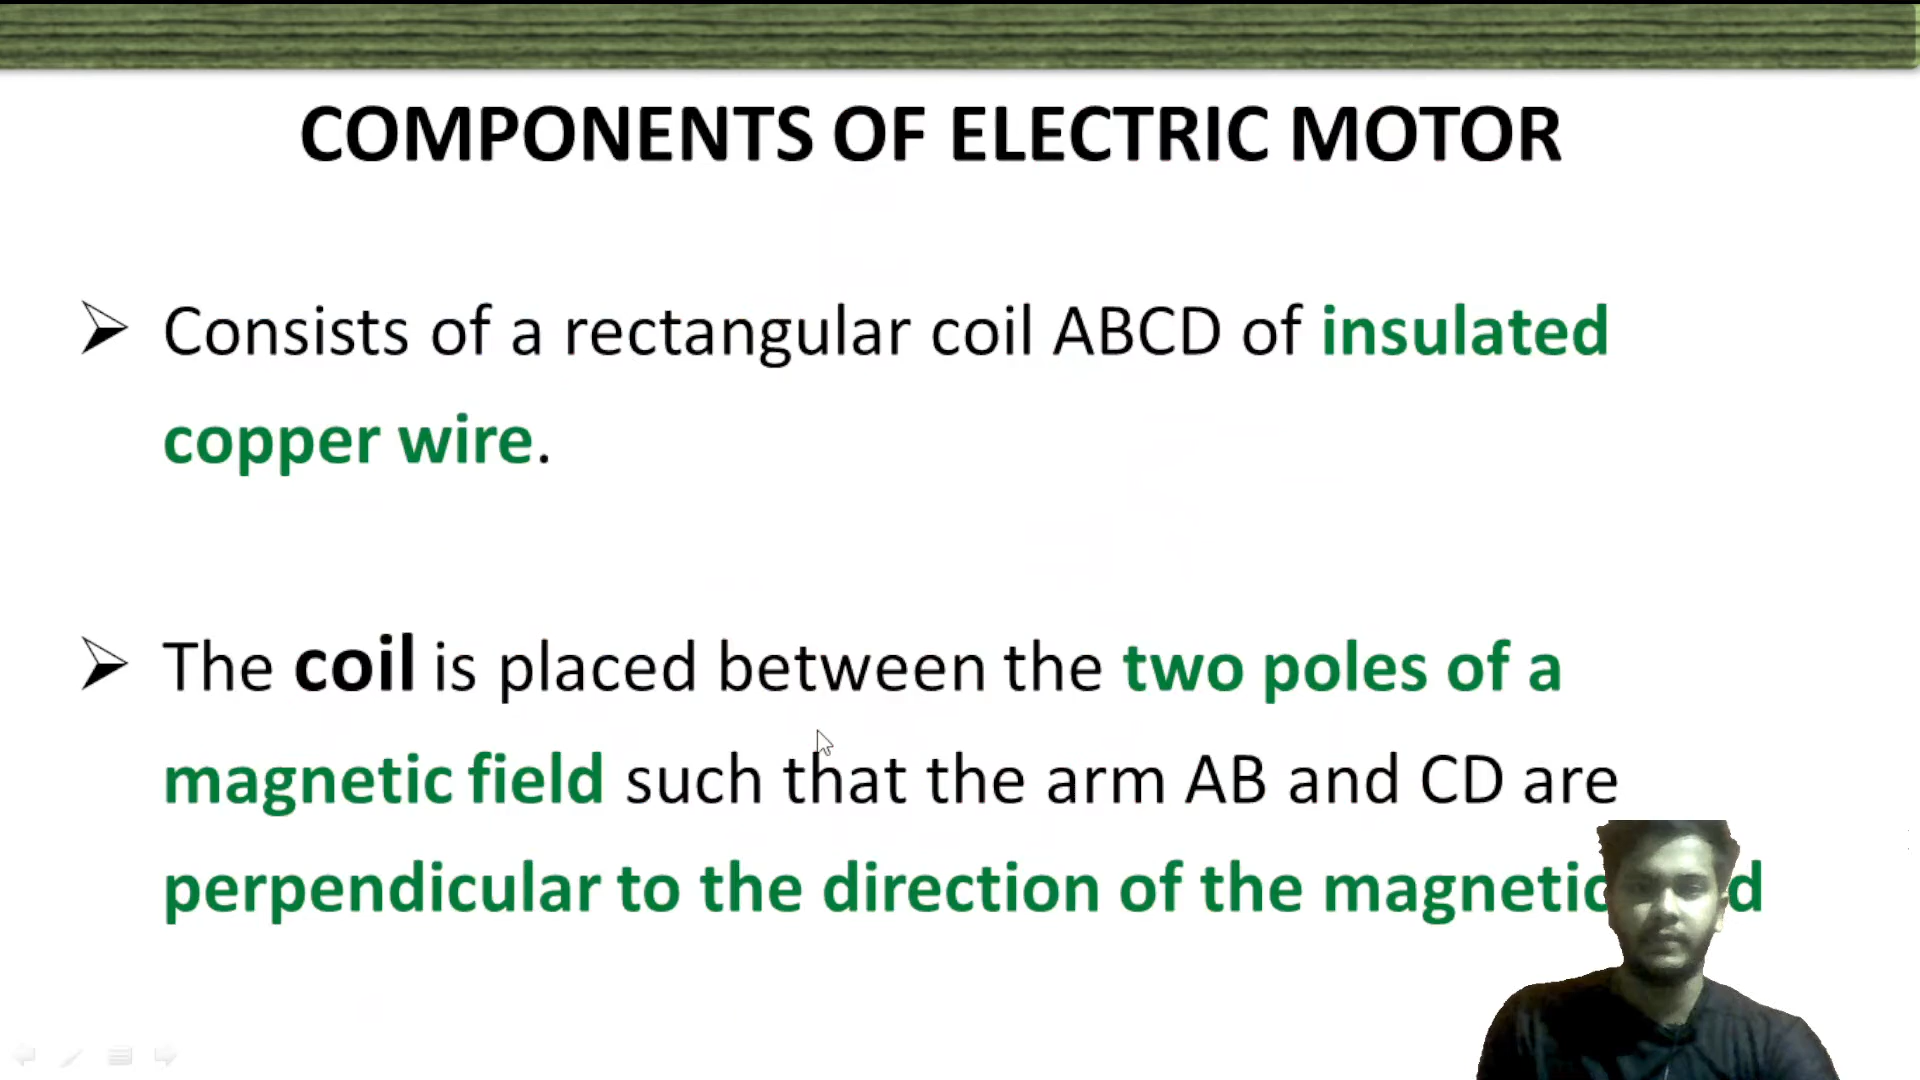 COMPONENTS OF ELECTRIC MOTOR
➢ Consists of a rectangular coil ABCD of insulated
copper wire.
➢ The coil is placed between the two poles of a
magnetic field such that the arm AB and CD are
perpendicular to the direction of the magnetic